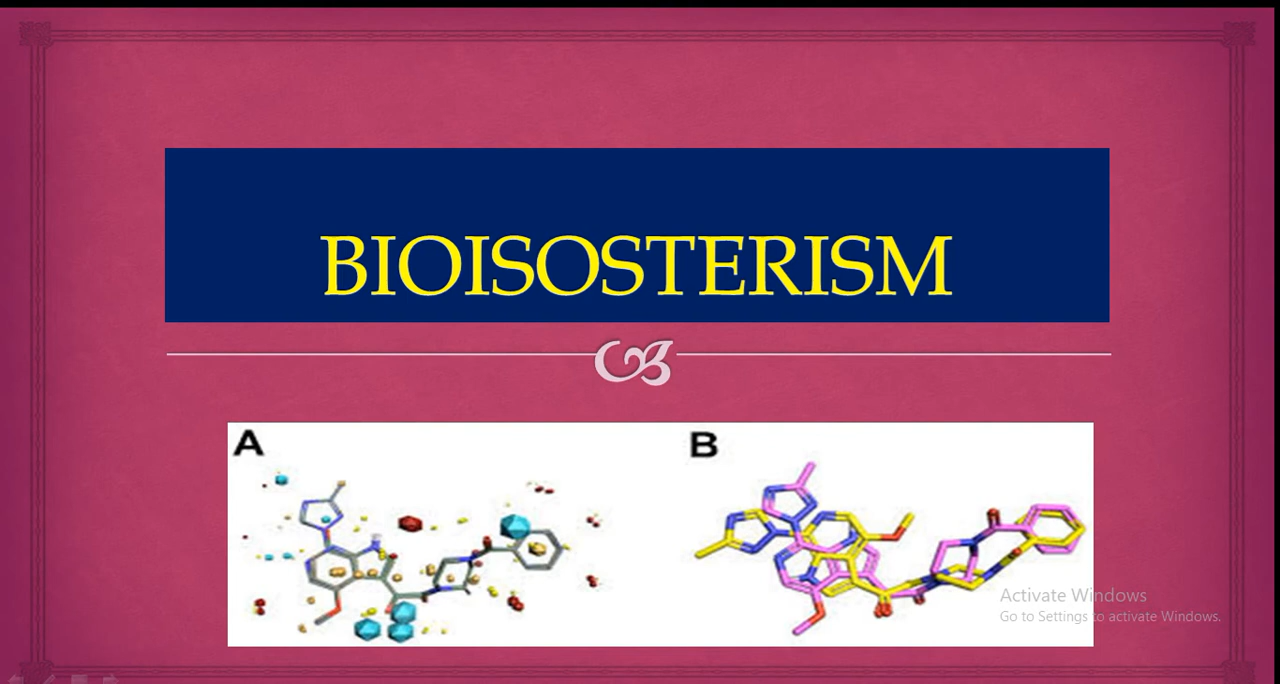 BIOISOSTERISM
A
B
Activate Windows
Go to Settings to activate Windows.